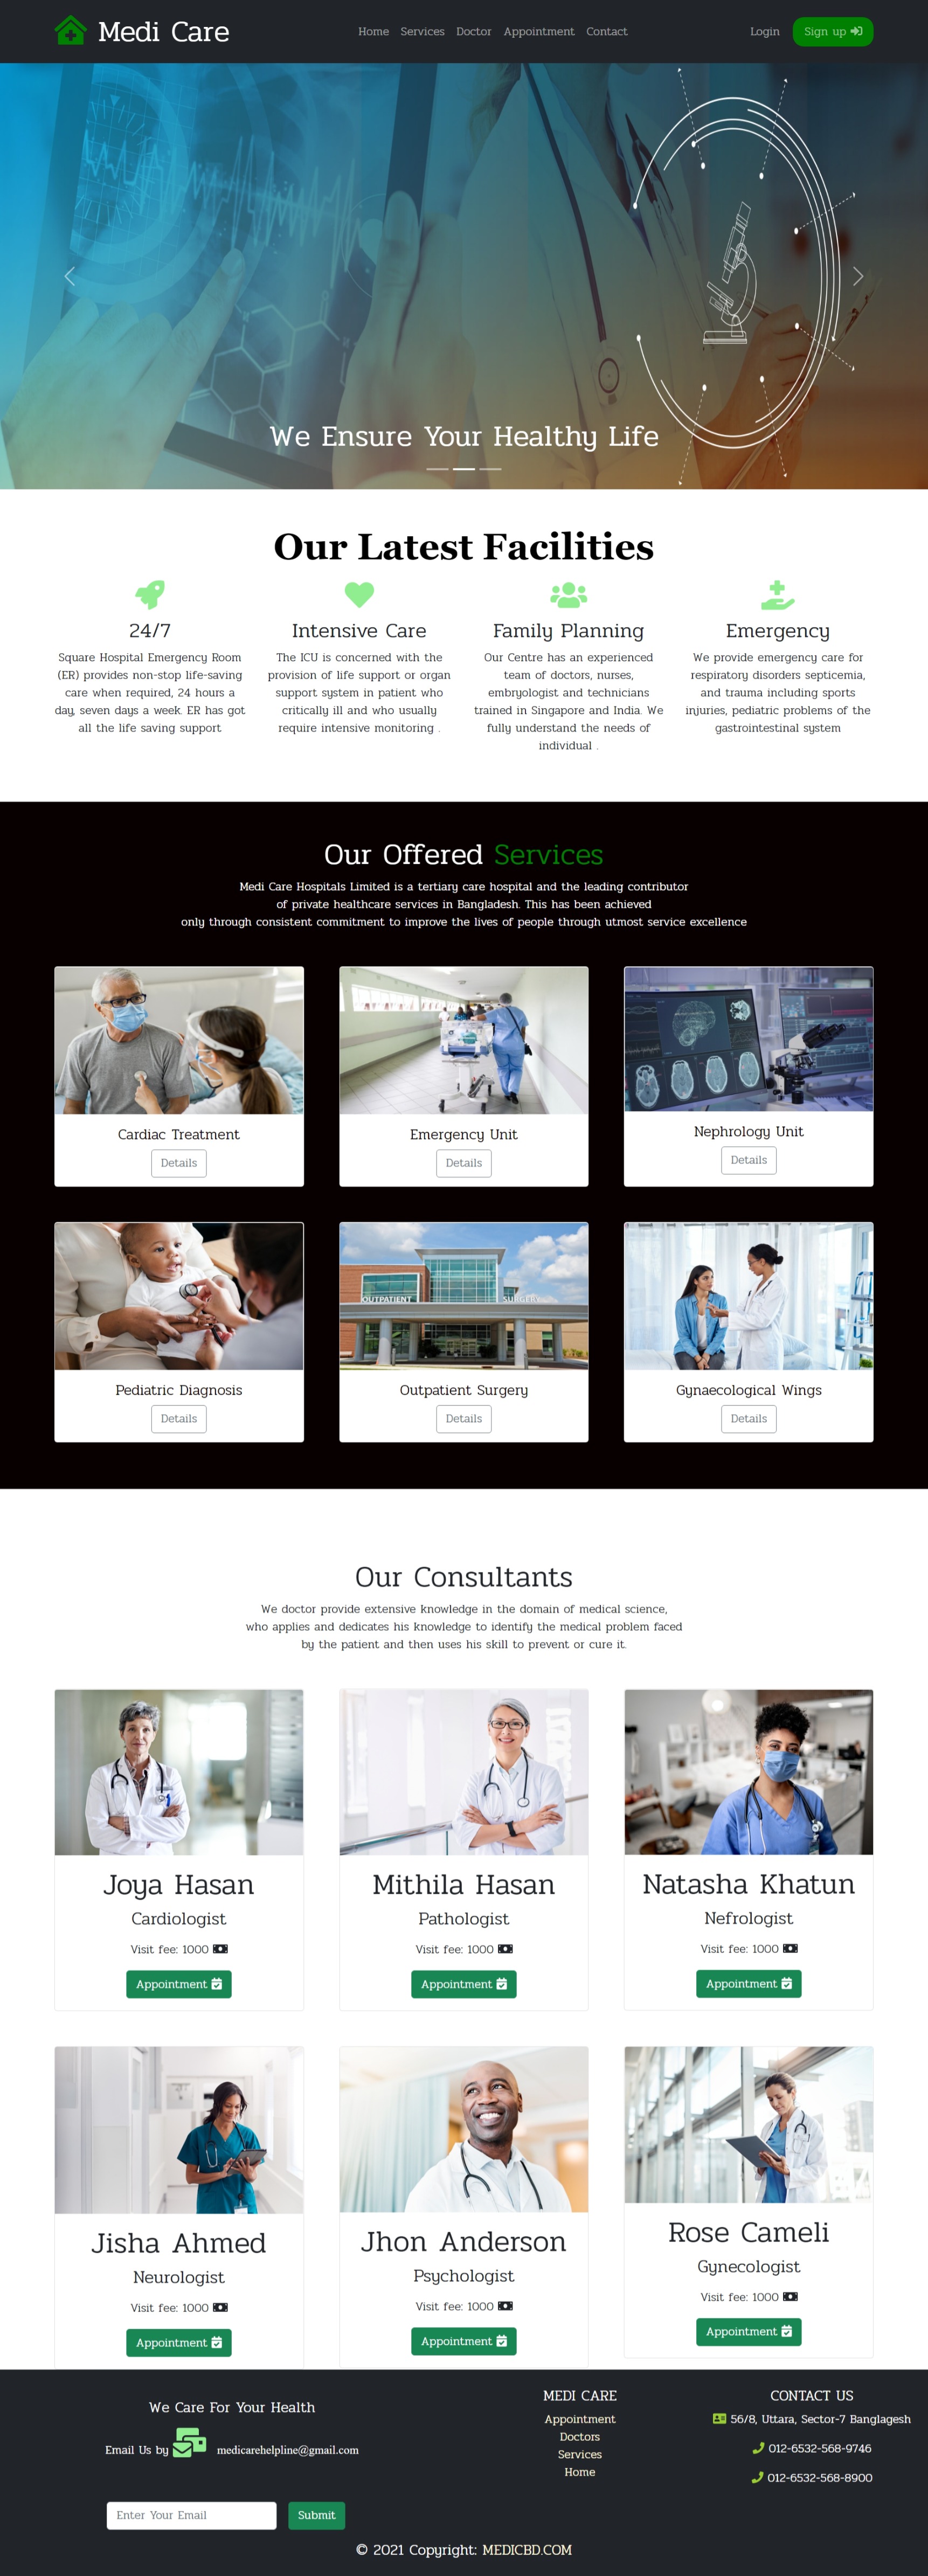 Medi Care
Home Services Doctor Appointment Contact
Login Sign up
We Ensure Your Healthy Life
Our Latest Facilities
24/7
Square Hospital Emergency Room
(ER) provides non-stop life-saving
care when required, 24 hours a
day, seven days a week. ER has got
all the life saving support
Intensive Care
The ICU is concerned with the
provision of life support or organ
support system in patient who
critically ill and who usually
require intensive monitoring .
Family Planning
Our Centre has an experienced
team of doctors, nurses,
embryologist and technicians
trained in Singapore and India. We
fully understand the needs of
individual .
Emergency
We provide emergency care for
respiratory disorders septicemia,
and trauma including sports
injuries, pediatric problems of the
gastrointestinal system
Our Offered Services
Medi Care Hospitals Limited is a tertiary care hospital and the leading contributor
of private healthcare services in Bangladesh. This has been achieved
only through consistent commitment to improve the lives of people through utmost service excellence
Cardiac Treatment
Details
Emergency Unit
Details
Nephrology Unit
Details
Pediatric Diagnosis
Details
OUTPATIENT SURGERY
Outpatient Surgery
Details
Gynaecological Wings
Details
Our Consultants
We doctor provide extensive knowledge in the domain of medical science,
who applies and dedicates his knowledge to identify the medical problem faced
by the patient and then uses his skill to prevent or cure it.
Joya Hasan
Cardiologist
Visit fee: 1000
Appointment
Mithila Hasan
Pathologist
Visit fee: 1000
Appointment
Natasha Khatun
Nefrologist
Visit fee: 1000
Appointment
Jisha Ahmed
Neurologist
Visit fee: 1000
Appointment
Jhon Anderson
Psychologist
Visit fee: 1000
Appointment
Rose Cameli
Gynecologist
Visit fee: 1000
Appointment
We Care For Your Health
Email Us by medicarehelpline@gmail.com
Enter Your Email Submit
MEDI CARE
Appointment
Doctors
Services
Home
CONTACT US
56/8, Uttara, Sector-7 Banglagesh
012-6532-568-9746
012-6532-568-8900
© 2021 Copyright: MEDICBD.COM